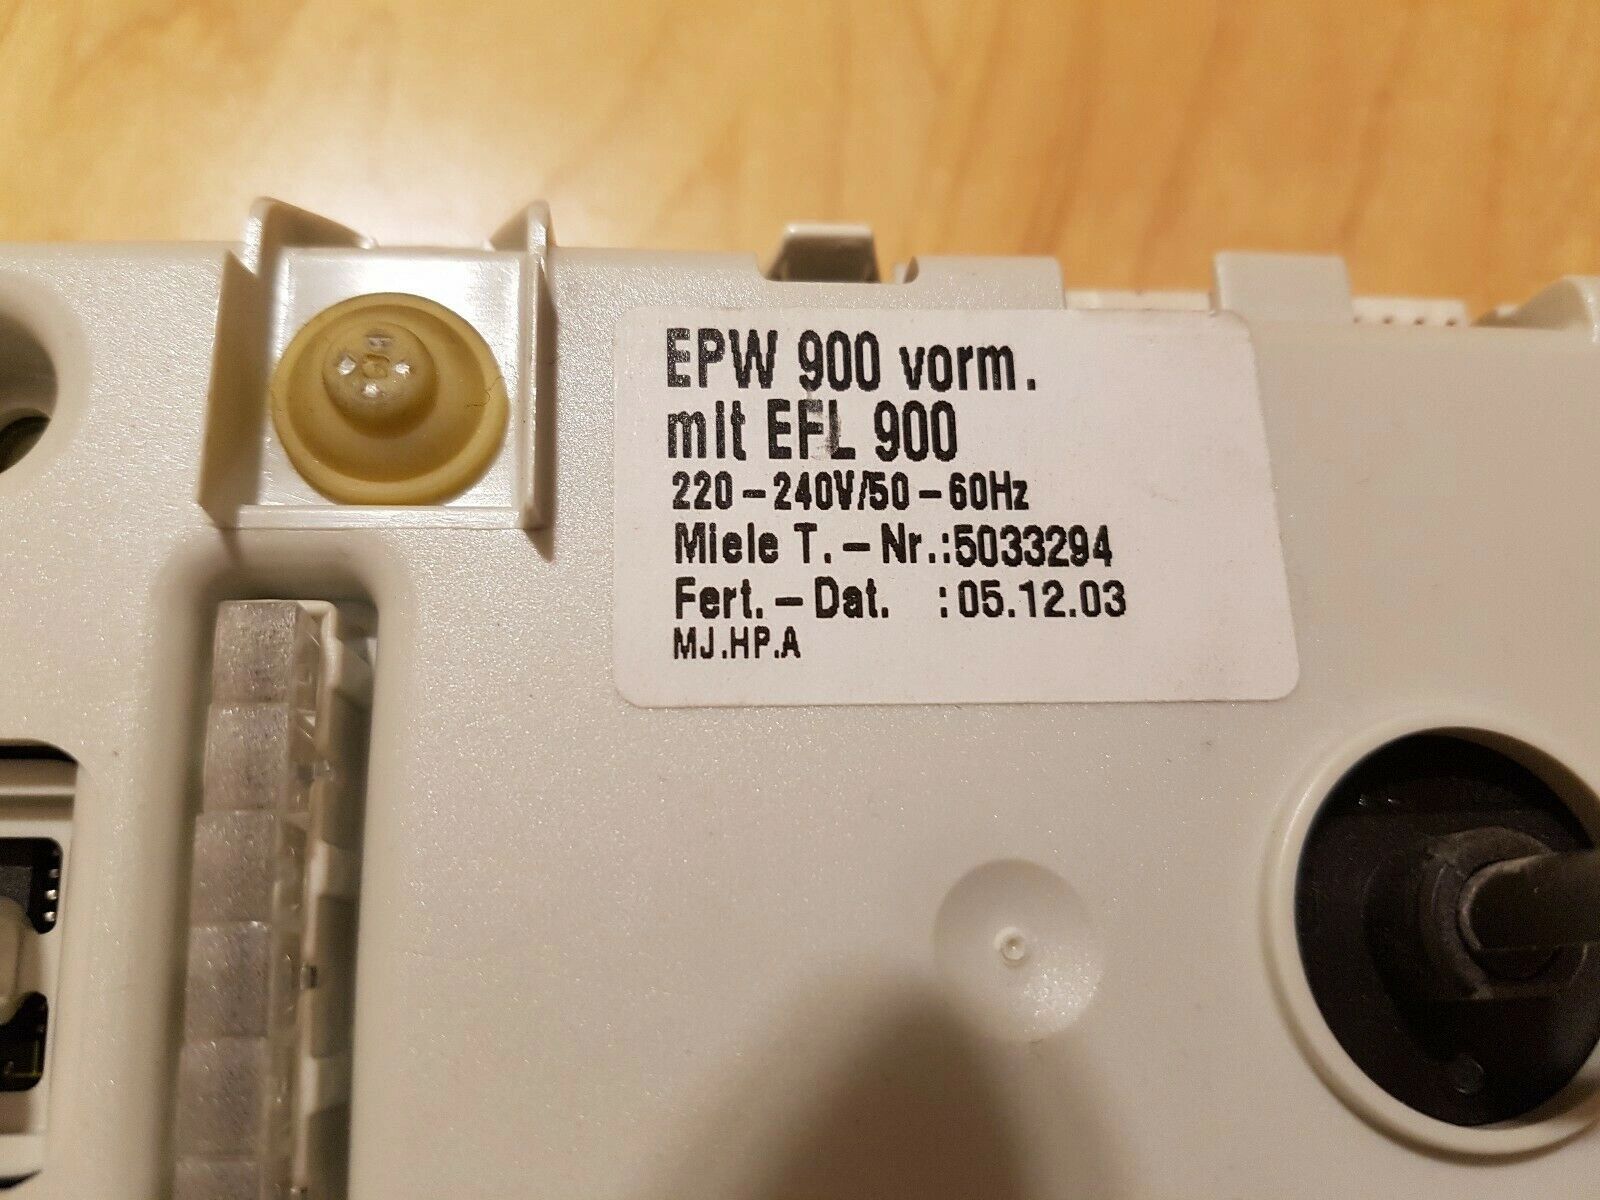 EPW 900 vorm.
mit EFL 900
220-240V/50-60Hz
Miele T.-Nr.:5033294
Fert.-Dat. :05.12.03
MJ.HP.A